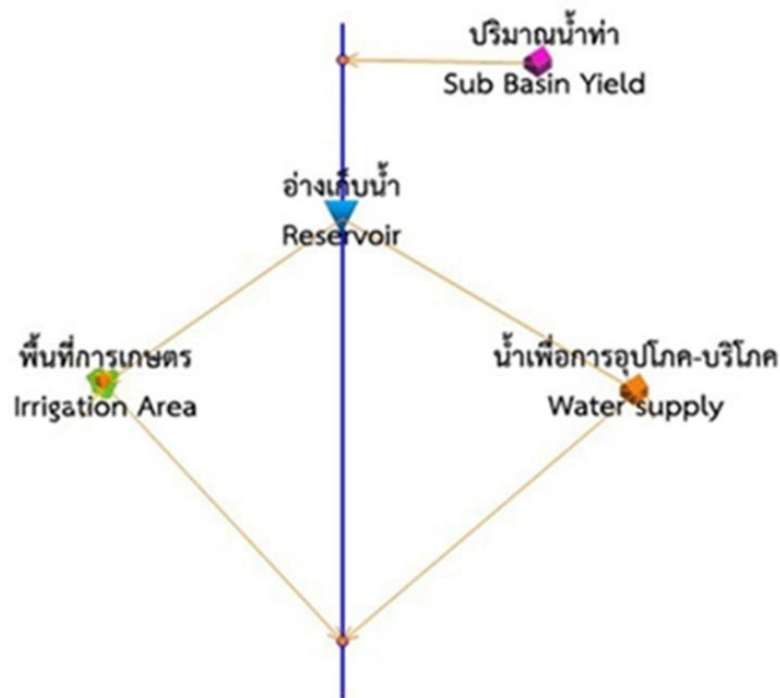 ปริมาณน้ำท่า
Sub Basin Yield
อ่างเก็บน้ำ
Reservoir
พื้นที่การเกษตร
Irrigation Area
น้ำเพื่อการอุปโภค-บริโภค
Water supply